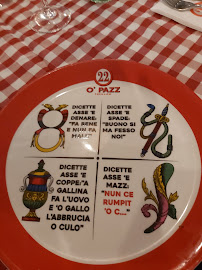 22
O' PAZZ
DICETTE
ASSE 'E
DENARE:
"FA BENE
E NUN FA
MALE"
DICETTE
ASSE 'E
SPADE:
"BUONO SI
MA FESSO
NO!"
DICETTE
ASSE 'E
COPPE: "A
GALLINA
FA L'UOVO
E 'O GALLO
L'ABBRUCIA
O CULO"
DICETTE
ASSE 'E
MAZZ:
"NUN CE
RUMPIT
'O C..."